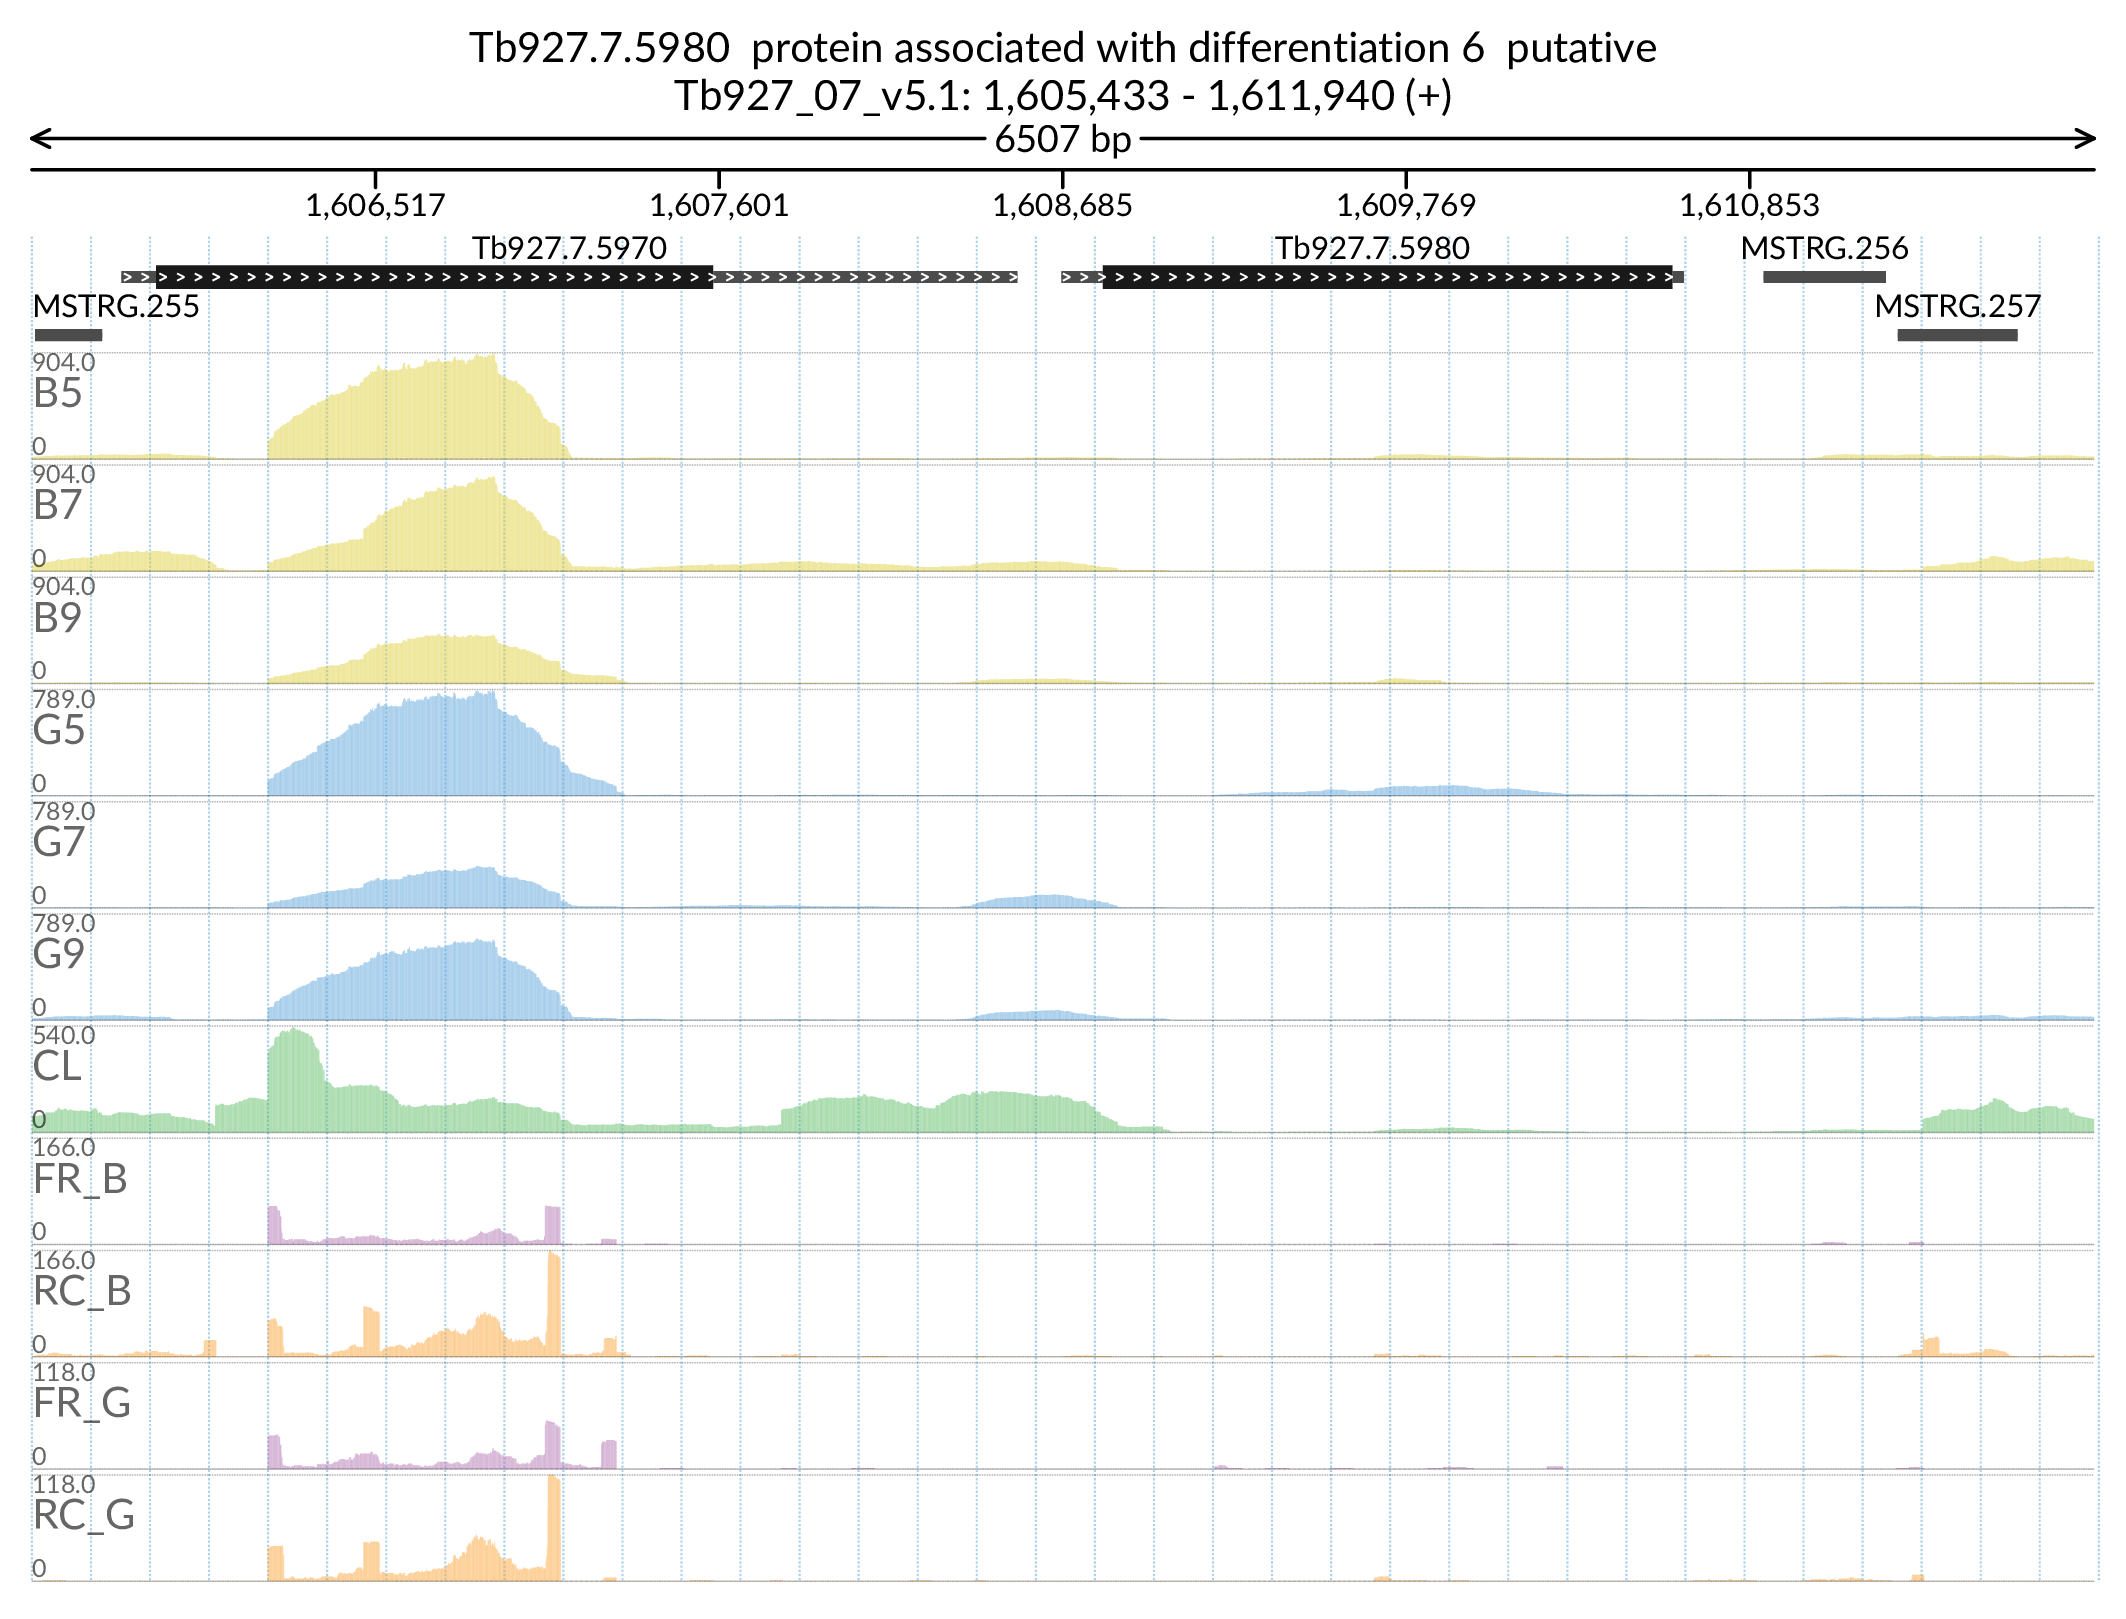 Tb927.7.5980  protein associated with differentiation 6  putative
Tb927_07_v5.1: 1,605,433 - 1,611,940 (+)
6507 bp
1,606,517 1,607,601 1,608,685 1,609,769 1,610,853
Tb927.7.5970 Tb927.7.5980 MSTRG.256
MSTRG.255 MSTRG.257
904.0
B5
0
904.0
B7
0
904.0
B9
0
789.0
G5
0
789.0
G7
0
789.0
G9
0
540.0
CL
0
166.0
FR_B
0
166.0
RC_B
0
118.0
FR_G
0
118.0
RC_G
0